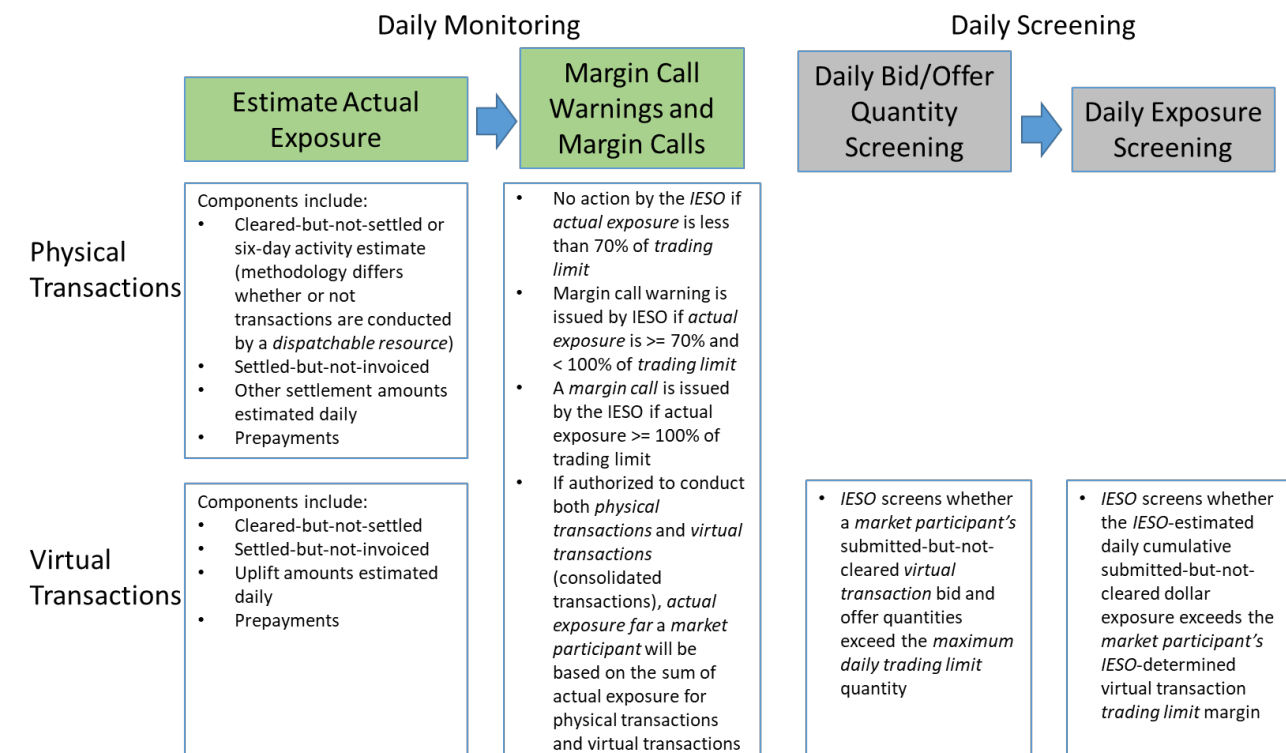 Daily Monitoring
Daily Screening
Estimate Actual
Exposure
Margin Call
Warnings and
Margin Calls
Daily Bid/Offer
Quantity
Screening
Daily Exposure
Screening
Physical
Transactions
Components include:
• Cleared-but-not-settled or
six-day activity estimate
(methodology differs
whether or not
transactions are conducted
by a dispatchable resource)
• Settled-but-not-invoiced
• Other settlement amounts
estimated daily
• Prepayments
• No action by the IESO if
actual exposure is less
than 70% of trading
limit
• Margin call warning is
issued by IESO if actual
exposure is >= 70% and
< 100% of trading limit
• A margin call is issued
by the IESO if actual
exposure >= 100% of
trading limit
• If authorized to conduct
both physical
transactions and virtual
transactions
(consolidated
transactions), actual
exposure far a market
participant will be
based on the sum of
actual exposure for
physical transactions
and virtual transactions
Virtual
Transactions
Components include:
• Cleared-but-not-settled
• Settled-but-not-invoiced
• Uplift amounts estimated
daily
• Prepayments
• IESO screens whether
a market participant’s
submitted-but-not-
cleared virtual
transaction bid and
offer quantities
exceed the maximum
daily trading limit
quantity
• IESO screens whether
the IESO-estimated
daily cumulative
submitted-but-not-
cleared dollar
exposure exceeds the
market participant’s
IESO-determined
virtual transaction
trading limit margin